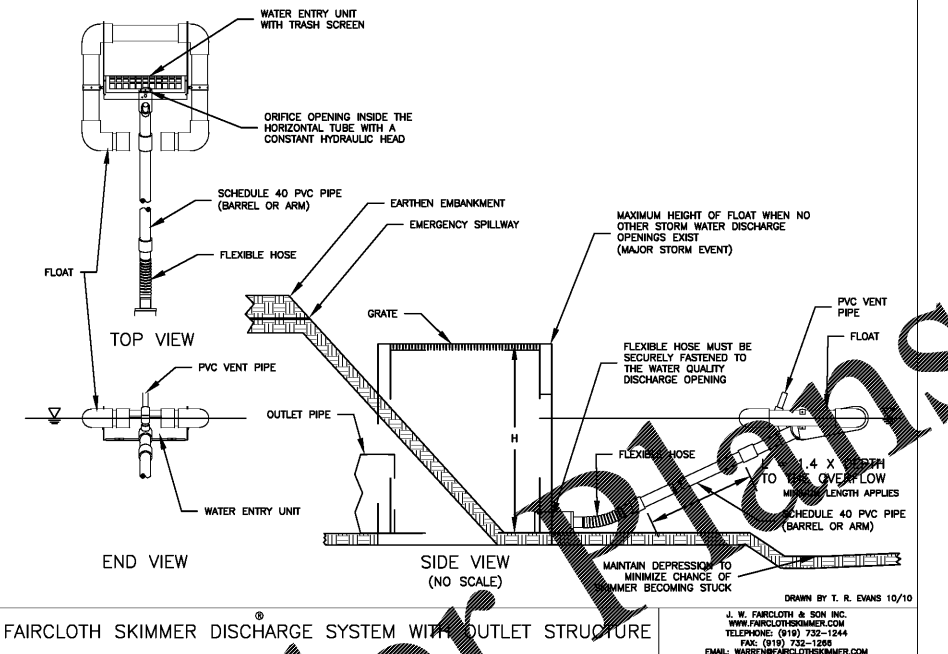 WATER ENTRY UNIT
WITH TRASH SCREEN
ORIFICE OPENING INSIDE THE
HORIZONTAL TUBE WITH A
CONSTANT HYDRAULIC HEAD
SCHEDULE 40 PVC PIPE
(BARREL OR ARM)
FLEXIBLE HOSE
FLOAT
TOP VIEW
EARTHEN EMBANKMENT
EMERGENCY SPILLWAY
MAXIMUM HEIGHT OF FLOAT WHEN NO
OTHER STORM WATER DISCHARGE
OPENINGS EXIST
(MAJOR STORM EVENT)
GRATE
PVC VENT
PIPE
FLOAT
FLEXIBLE HOSE MUST BE
SECURELY FASTENED TO
THE WATER QUALITY
DISCHARGE OPENING
PVC VENT PIPE
OUTLET PIPE
H
FLEXIBLE HOSE
L = 1.4 X DEPTH
TO THE OVERFLOW
MINIMUM LENGTH APPLIES
SCHEDULE 40 PVC PIPE
(BARREL OR ARM)
WATER ENTRY UNIT
END VIEW
SIDE VIEW
(NO SCALE)
MAINTAIN DEPRESSION TO
MINIMIZE CHANCE OF
SKIMMER BECOMING STUCK
DRAWN BY T. R. EVANS 10/10
FAIRCLOTH SKIMMER DISCHARGE SYSTEM WITH OUTLET STRUCTURE
®
J. W. FAIRCLOTH & SON INC.
WWW.FAIRCLOTHSKIMMER.COM
TELEPHONE: (919) 732-1244
FAX: (919) 732-1266
EMAIL: WARREN@FAIRCLOTHSKIMMER.COM
Plans